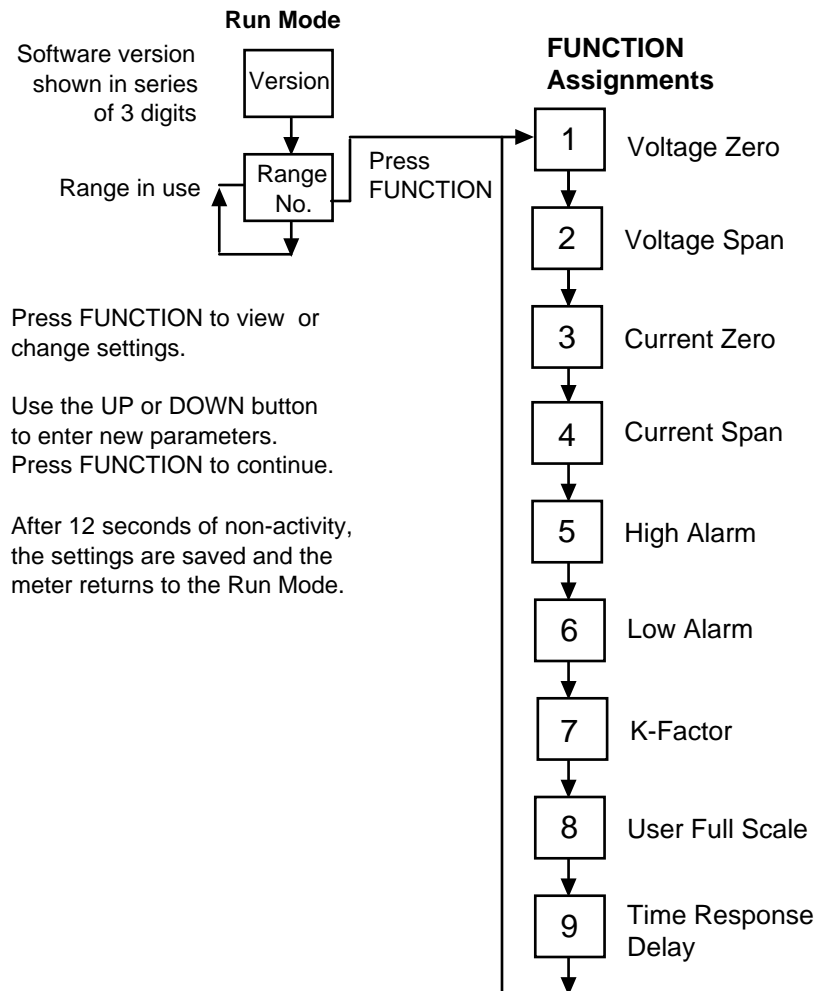 Run Mode
Software version
shown in series
of 3 digits
Version
Range in use
Range
No.
Press
FUNCTION
Press FUNCTION to view or
change settings.
Use the UP or DOWN button
to enter new parameters.
Press FUNCTION to continue.
After 12 seconds of non-activity,
the settings are saved and the
meter returns to the Run Mode.
FUNCTION
Assignments
1 Voltage Zero
2 Voltage Span
3 Current Zero
4 Current Span
5 High Alarm
6 Low Alarm
7 K-Factor
8 User Full Scale
9 Time Response
Delay